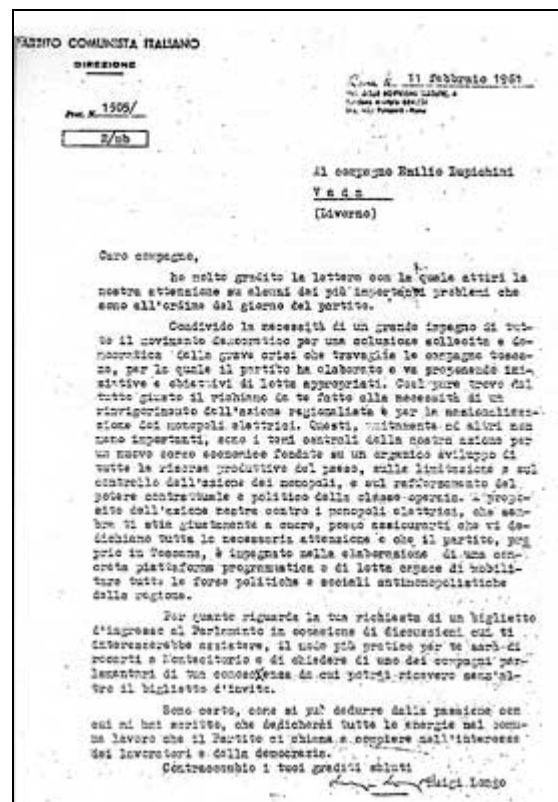 PARTITO COMUNISTA ITALIANO
DIREZIONE
Roma, li 11 febbraio 1961
Prot. N. 1505/
Z/ub
Al compagno Emilio Lupichini
Vada
(Livorno)
Caro compagno,
ho molto gradito la lettera con la quale attiri la
nostra attenzione su alcuni dei più importanti problemi che
sono all'ordine del giorno del partito.
Condivido la necessità di un grande impegno di tut-
to il movimento democratico per una soluzione sollecita e de-
mocratica della grave crisi che travaglia le campagne tosca-
ne, per la quale il partito ha elaborato e va proponendo ini-
ziative e obiettivi di lotta appropriati. Così pure trovo del
tutto giusto il richiamo da te fatto alla necessità di un
rinvigorimento dell'azione regionalista e per la nazionalizza-
zione dei monopoli elettrici. Questi, unitamente ad altri non
meno importanti, sono i temi centrali della nostra azione per
un nuovo corso economico fondato su un organico sviluppo di
tutte le risorse produttive del paese, sulla limitazione e sul
controllo dell'azione dei monopoli, e sul rafforzamento del
potere contrattuale e politico della classe operaia. A propo-
sito dell'azione nostra contro i monopoli elettrici, che sem-
bra ti stia giustamente a cuore, posso assicurarti che vi de-
dichiamo tutta la necessaria attenzione e che il partito, pro
prio in Toscana, è impegnato nella elaborazione di una con-
creta piattaforma programmatica e di lotta capace di mobili-
tare tutte le forze politiche e sociali antimonopolistiche
della regione.
Per quanto riguarda la tua richiesta di un biglietto
d'ingresso al Parlamento in occasione di discussioni cui ti
interesserebbe assistere, il modo più pratico per te sarà di
recarti a Montecitorio e di chiedere di uno dei compagni par-
lamentari di tua conoscenza da cui potrai ricevere senz'al-
tro il biglietto d'invito.
Sono certo, come si può dedurre dalla passione con
cui mi hai scritto, che dedicherai tutte le energie nel comu-
ne lavoro che il Partito ci chiama a compiere nell'interesse
dei lavoratori e della democrazia.
Contraccambio i tuoi graditi saluti
Luigi Longo